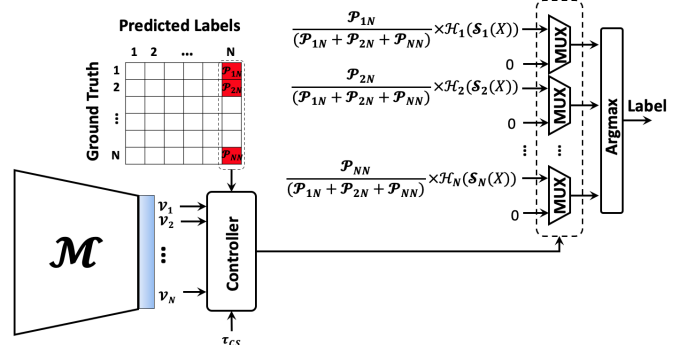 Predicted Labels
1 2 ... N
Ground Truth
1
2
⋮
N
𝒫₁N
𝒫₂N
𝒫NN
𝒫₁N / (𝒫₁N + 𝒫₂N + 𝒫NN) × ℋ₁(𝒮₁(X))
0
MUX
𝒫₂N / (𝒫₁N + 𝒫₂N + 𝒫NN) × ℋ₂(𝒮₂(X))
0
MUX
⋮ ... ⋮
𝒫NN / (𝒫₁N + 𝒫₂N + 𝒫NN) × ℋN(𝒮N(X))
0
MUX
Argmax
Label
ℳ
𝒱₁
𝒱₂
⋮
𝒱N
Controller
τCS